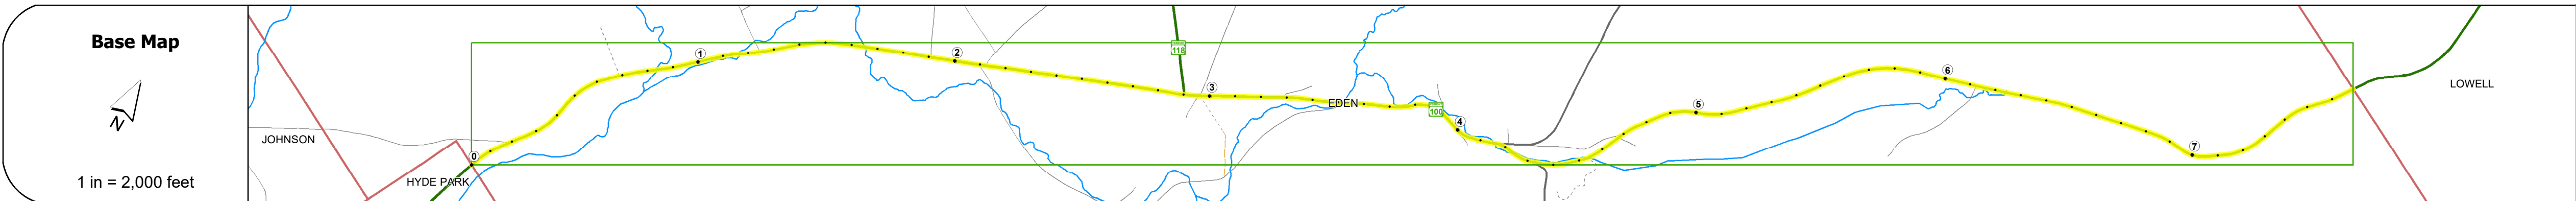 Base Map
N
1 in = 2,000 feet
JOHNSON
HYDE PARK
0
1
2
118
3
EDEN
100
4
5
6
7
LOWELL